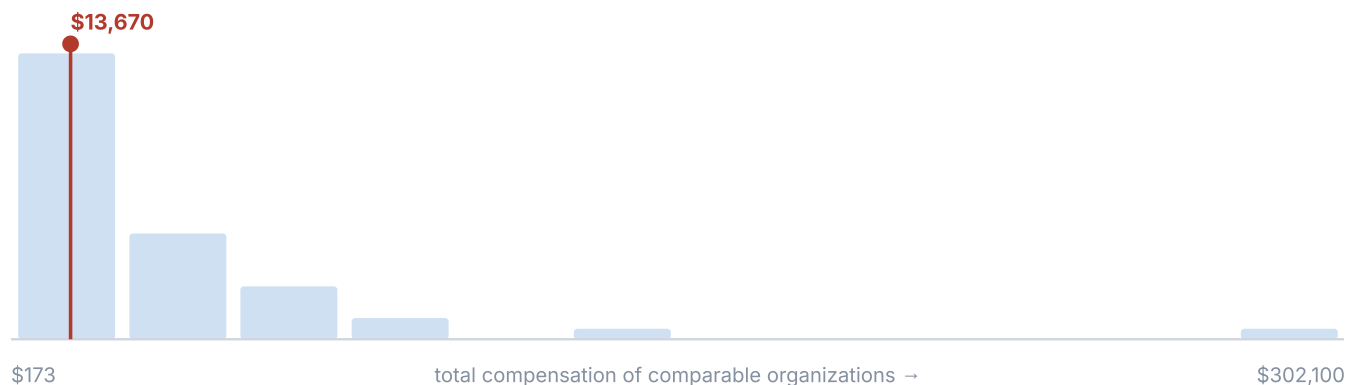 $13,670
$173 total compensation of comparable organizations → $302,100